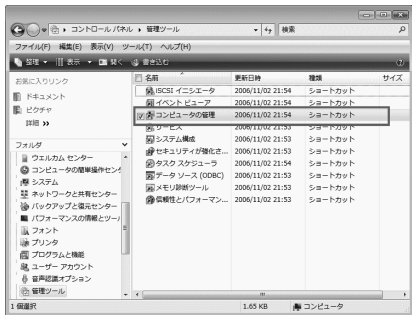 コントロール パネル ▸ 管理ツール
検索
ファイル(F) 編集(E) 表示(V) ツール(T) ヘルプ(H)
整理 表示 開く 書き込む
お気に入りリンク
ドキュメント
ピクチャ
詳細 »
フォルダ
ウエルカム センター
コンピュータの簡単操作セン
システム
ネットワークと共有センター
バックアップと復元センター
パフォーマンスの情報とツー
フォント
プリンタ
プログラムと機能
ユーザー アカウント
音声認識オプション
管理ツール
名前 更新日時 種類 サイズ
iSCSI イニシエータ 2006/11/02 21:54 ショートカット
イベント ビューア 2006/11/02 21:54 ショートカット
コンピュータの管理 2006/11/02 21:54 ショートカット
サービス 2006/11/02 21:53 ショートカット
システム構成 2006/11/02 21:53 ショートカット
セキュリティが強化さ... 2006/11/02 21:53 ショートカット
タスク スケジューラ 2006/11/02 21:54 ショートカット
データ ソース (ODBC) 2006/11/02 21:53 ショートカット
メモリ診断ツール 2006/11/02 21:53 ショートカット
信頼性とパフォーマン... 2006/11/02 21:53 ショートカット
1 個選択 1.65 KB コンピュータ